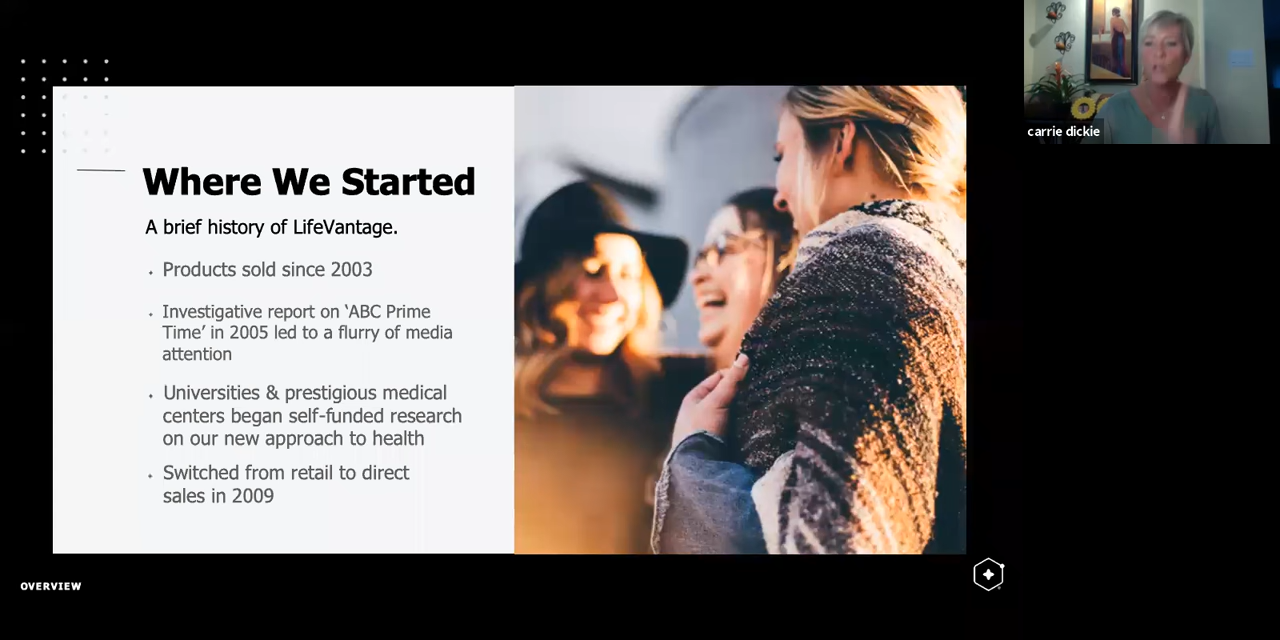 carrie dickie
Where We Started
A brief history of LifeVantage.
Products sold since 2003
Investigative report on ‘ABC Prime
Time’ in 2005 led to a flurry of media
attention
Universities & prestigious medical
centers began self-funded research
on our new approach to health
Switched from retail to direct
sales in 2009
OVERVIEW